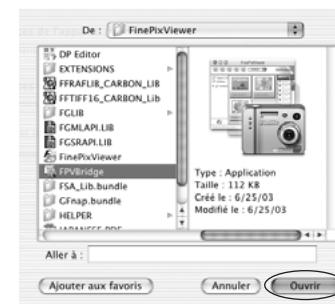 De : FinePixViewer
DP Editor
EXTENSIONS
FFRAFLIB_CARBON_LIB
FFTIFF16_CARBON_Lib
FGLIB
FGMLAPI.LIB
FGSRAPI.LIB
FinePixViewer
FPVBridge
FSA_Lib.bundle
GFnap.bundle
HELPER
Type : Application
Taille : 112 KB
Créé le : 6/25/03
Modifié le : 6/25/03
Aller à :
Ajouter aux favoris
Annuler
Ouvrir